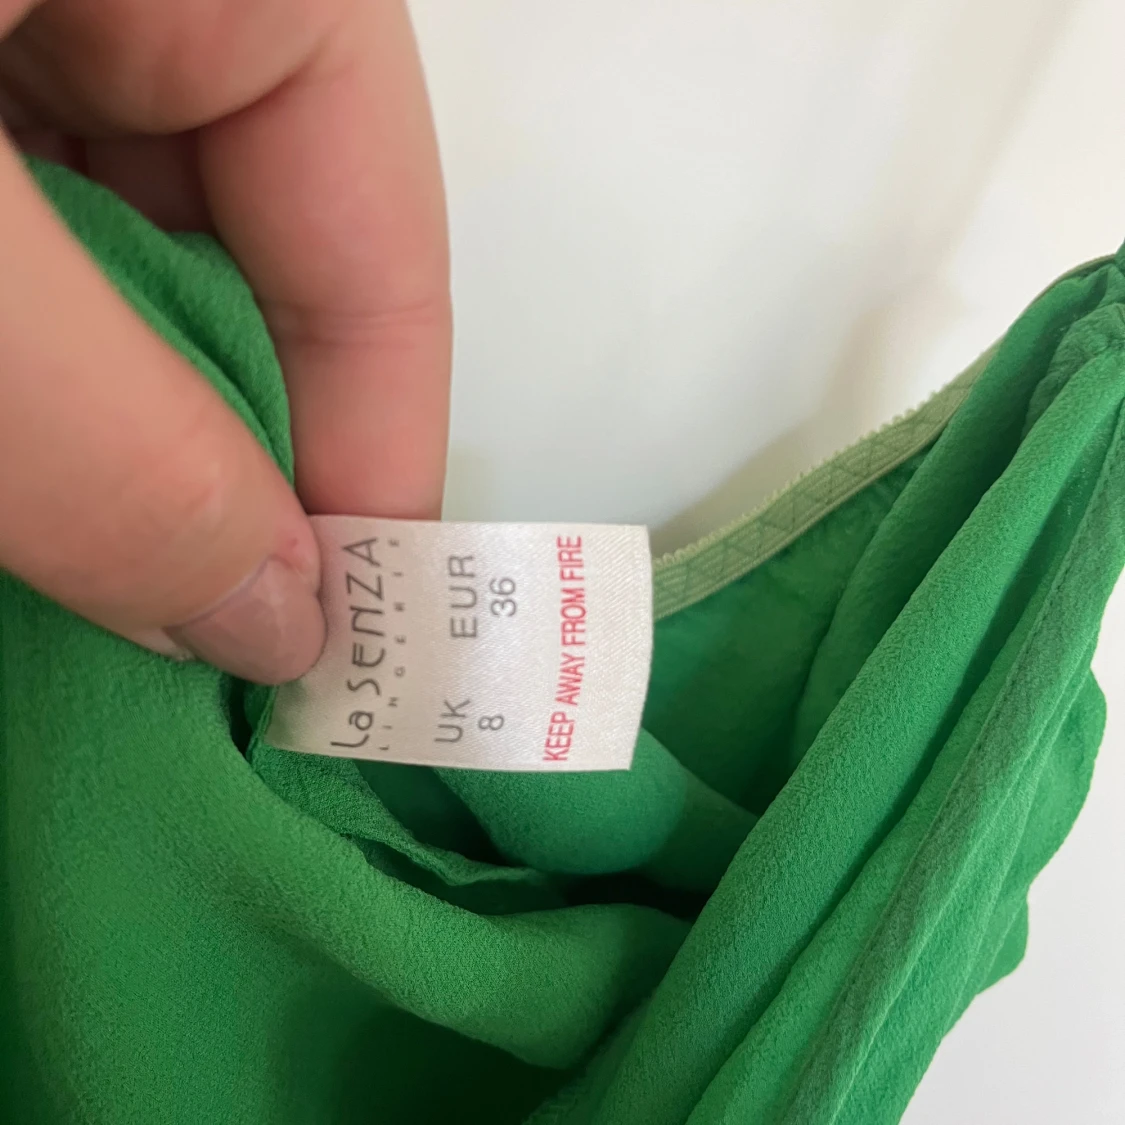 La SENZA
LINGERIE
UK EUR
8 36
KEEP AWAY FROM FIRE